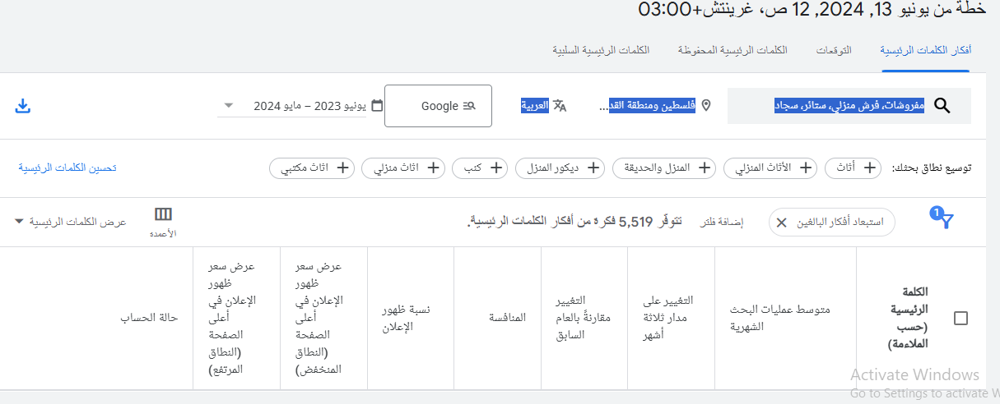 خطة من يونيو 13, 2024, 12 ص، غرينتش+03:00
أفكار الكلمات الرئيسية
التوقعات
الكلمات الرئيسية المحفوظة
الكلمات الرئيسية السلبية
مفروشات، فرش منزلي، ستائر، سجاد
فلسطين ومنطقة القد...
العربية
Google
يونيو 2023 – مايو 2024
توسيع نطاق بحثك:
أثاث
الأثاث المنزلي
المنزل والحديقة
ديكور المنزل
كنب
اثاث منزلي
اثاث مكتبي
تحسين الكلمات الرئيسية
1
استبعاد أفكار البالغين
إضافة فلتر
تتوفّر 5,519 فكرة من أفكار الكلمات الرئيسية.
الأعمده
عرض الكلمات الرئيسية
الكلمة
الرئيسية
(حسب
الملاءمة)
متوسط عمليات البحث
الشهرية
التغيير على
مدار ثلاثة
أشهر
التغيير
مقارنةً بالعام
السابق
المنافسة
نسبة ظهور
الإعلان
عرض سعر
ظهور
الإعلان في
أعلى
الصفحة
(النطاق
المنخفض)
عرض سعر
ظهور
الإعلان في
أعلى
الصفحة
(النطاق
المرتفع)
حالة الحساب
Activate Windows
Go to Settings to activate W